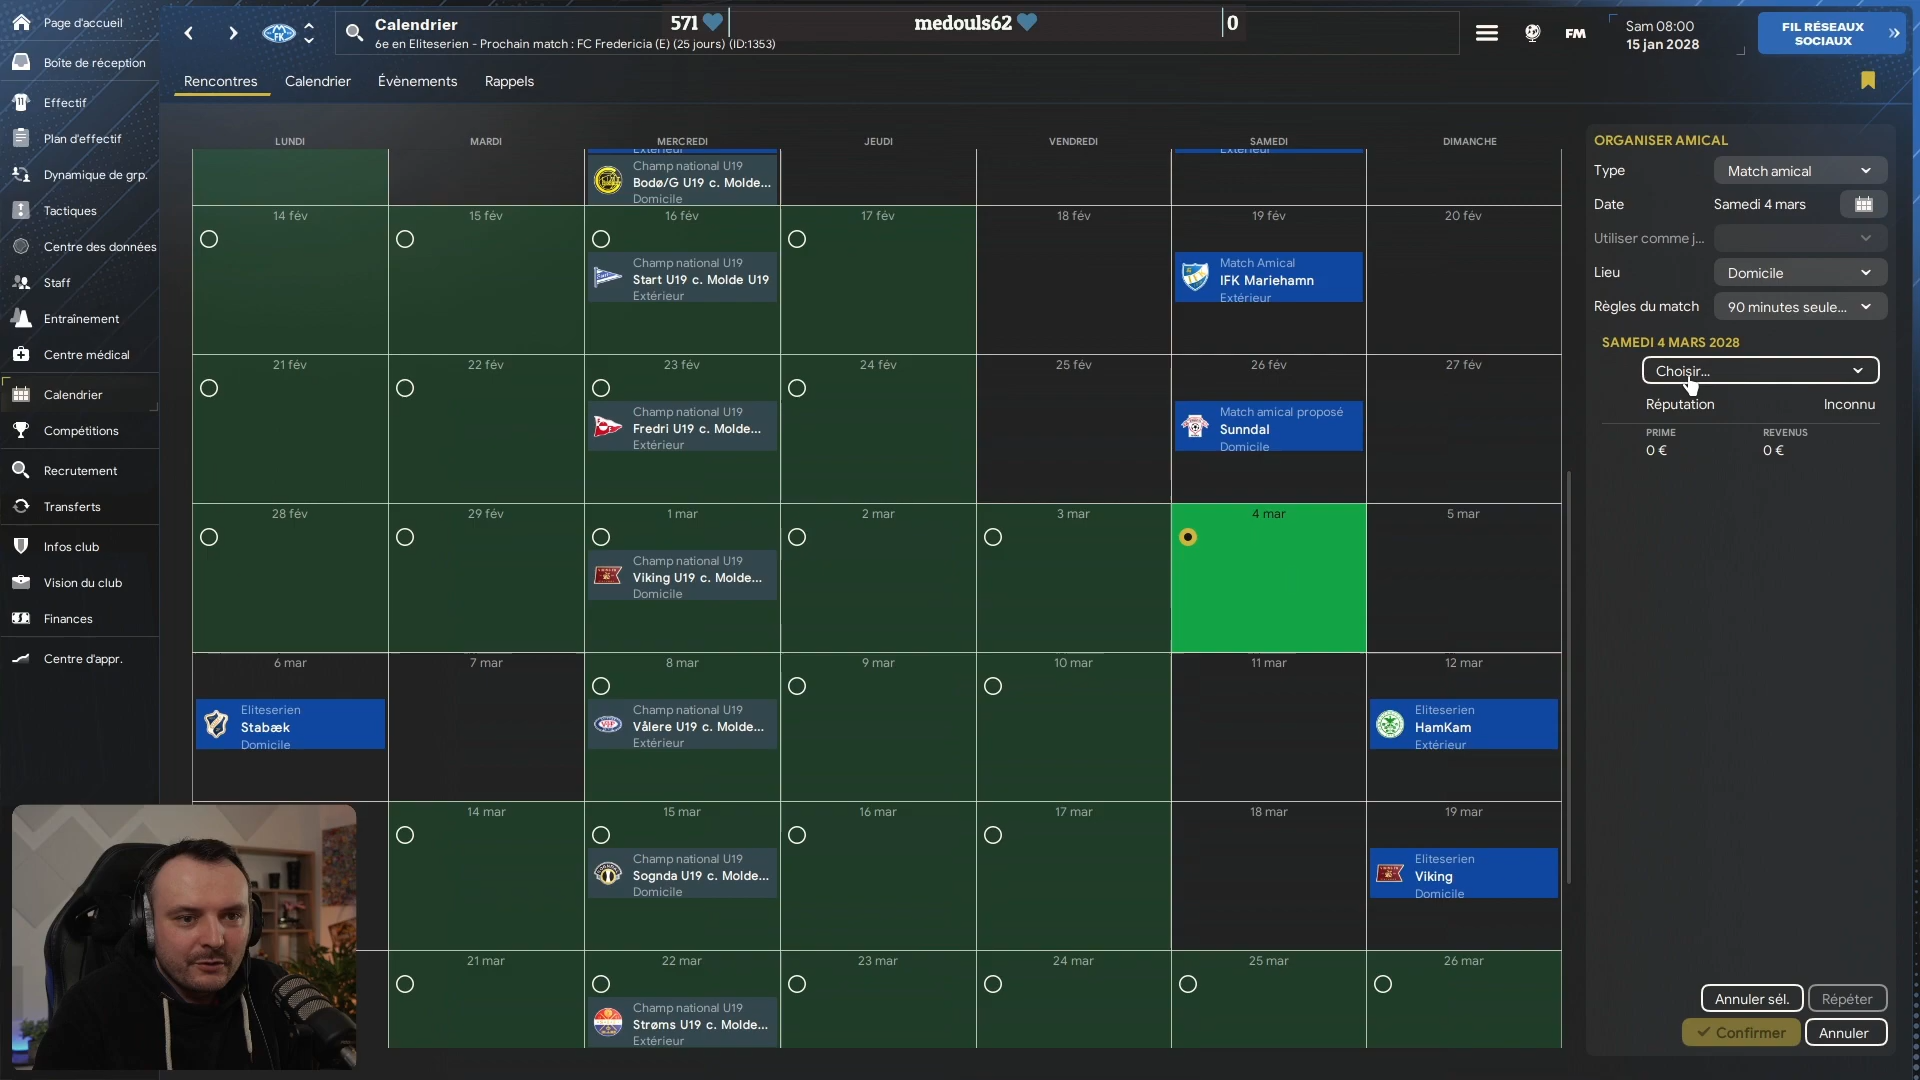 Page d'accueil
Boîte de réception
Effectif
Plan d'effectif
Dynamique de grp.
Tactiques
Centre des données
Staff
Entraînement
Centre médical
Calendrier
Compétitions
Recrutement
Transferts
Infos club
Vision du club
Finances
Centre d'appr.
Calendrier
6e en Eliteserien - Prochain match : FC Fredericia (E) (25 jours) (ID:1353)
571
medouls62
0
FM
Sam 08:00
15 jan 2028
FIL RÉSEAUX
SOCIAUX
Rencontres Calendrier Évènements Rappels
LUNDI MARDI MERCREDI JEUDI VENDREDI SAMEDI DIMANCHE
Extérieur Extérieur
Champ national U19
Bodø/G U19 c. Molde...
Domicile
14 fév 15 fév 16 fév 17 fév 18 fév 19 fév 20 fév
Champ national U19
Start U19 c. Molde U19
Extérieur
Match Amical
IFK Mariehamn
Extérieur
21 fév 22 fév 23 fév 24 fév 25 fév 26 fév 27 fév
Champ national U19
Fredri U19 c. Molde...
Extérieur
Match amical proposé
Sunndal
Domicile
28 fév 29 fév 1 mar 2 mar 3 mar 4 mar 5 mar
Champ national U19
Viking U19 c. Molde...
Domicile
6 mar 7 mar 8 mar 9 mar 10 mar 11 mar 12 mar
Eliteserien
Stabæk
Domicile
Champ national U19
Vålere U19 c. Molde...
Extérieur
Eliteserien
HamKam
Extérieur
14 mar 15 mar 16 mar 17 mar 18 mar 19 mar
Champ national U19
Sognda U19 c. Molde...
Domicile
Eliteserien
Viking
Domicile
21 mar 22 mar 23 mar 24 mar 25 mar 26 mar
Champ national U19
Strøms U19 c. Molde...
Extérieur
ORGANISER AMICAL
Type Match amical
Date Samedi 4 mars
Utiliser comme j...
Lieu Domicile
Règles du match 90 minutes seule...
SAMEDI 4 MARS 2028
Choisir...
Réputation Inconnu
PRIME REVENUS
0 € 0 €
Annuler sél. Répéter
Confirmer Annuler